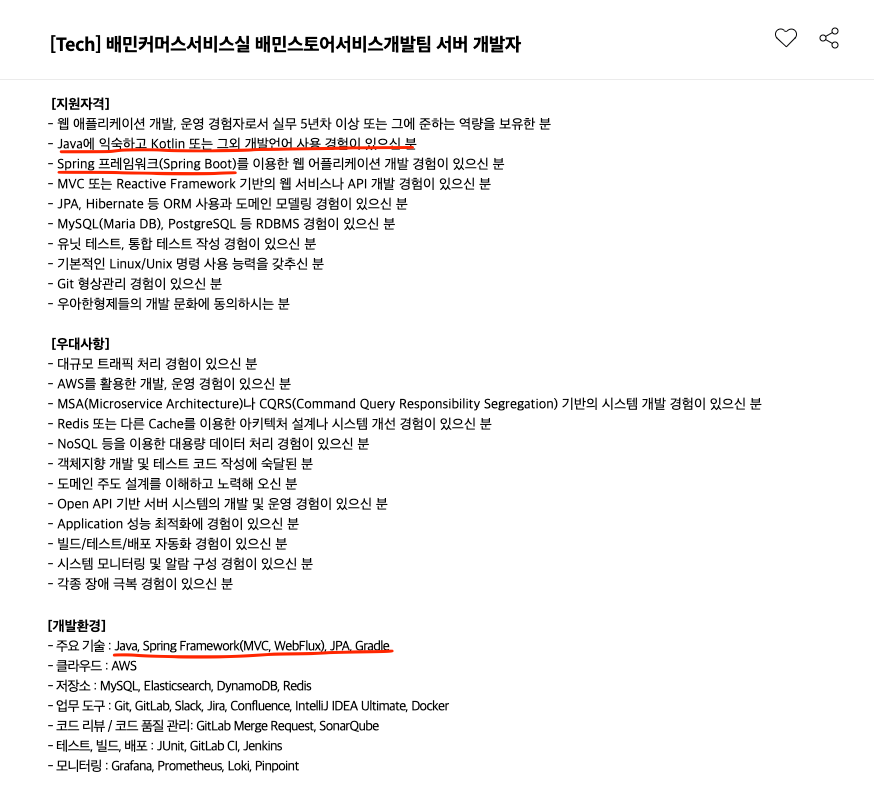 [Tech] 배민커머스서비스실 배민스토어서비스개발팀 서버 개발자
[지원자격]
- 웹 애플리케이션 개발, 운영 경험자로서 실무 5년차 이상 또는 그에 준하는 역량을 보유한 분
- Java에 익숙하고 Kotlin 또는 그외 개발언어 사용 경험이 있으신 분
- Spring 프레임워크(Spring Boot)를 이용한 웹 어플리케이션 개발 경험이 있으신 분
- MVC 또는 Reactive Framework 기반의 웹 서비스나 API 개발 경험이 있으신 분
- JPA, Hibernate 등 ORM 사용과 도메인 모델링 경험이 있으신 분
- MySQL(Maria DB), PostgreSQL 등 RDBMS 경험이 있으신 분
- 유닛 테스트, 통합 테스트 작성 경험이 있으신 분
- 기본적인 Linux/Unix 명령 사용 능력을 갖추신 분
- Git 형상관리 경험이 있으신 분
- 우아한형제들의 개발 문화에 동의하시는 분
[우대사항]
- 대규모 트래픽 처리 경험이 있으신 분
- AWS를 활용한 개발, 운영 경험이 있으신 분
- MSA(Microservice Architecture)나 CQRS(Command Query Responsibility Segregation) 기반의 시스템 개발 경험이 있으신 분
- Redis 또는 다른 Cache를 이용한 아키텍처 설계나 시스템 개선 경험이 있으신 분
- NoSQL 등을 이용한 대용량 데이터 처리 경험이 있으신 분
- 객체지향 개발 및 테스트 코드 작성에 숙달된 분
- 도메인 주도 설계를 이해하고 노력해 오신 분
- Open API 기반 서버 시스템의 개발 및 운영 경험이 있으신 분
- Application 성능 최적화에 경험이 있으신 분
- 빌드/테스트/배포 자동화 경험이 있으신 분
- 시스템 모니터링 및 알람 구성 경험이 있으신 분
- 각종 장애 극복 경험이 있으신 분
[개발환경]
- 주요 기술 : Java, Spring Framework(MVC, WebFlux), JPA, Gradle
- 클라우드 : AWS
- 저장소 : MySQL, Elasticsearch, DynamoDB, Redis
- 업무 도구 : Git, GitLab, Slack, Jira, Confluence, IntelliJ IDEA Ultimate, Docker
- 코드 리뷰 / 코드 품질 관리: GitLab Merge Request, SonarQube
- 테스트, 빌드, 배포 : JUnit, GitLab CI, Jenkins
- 모니터링 : Grafana, Prometheus, Loki, Pinpoint